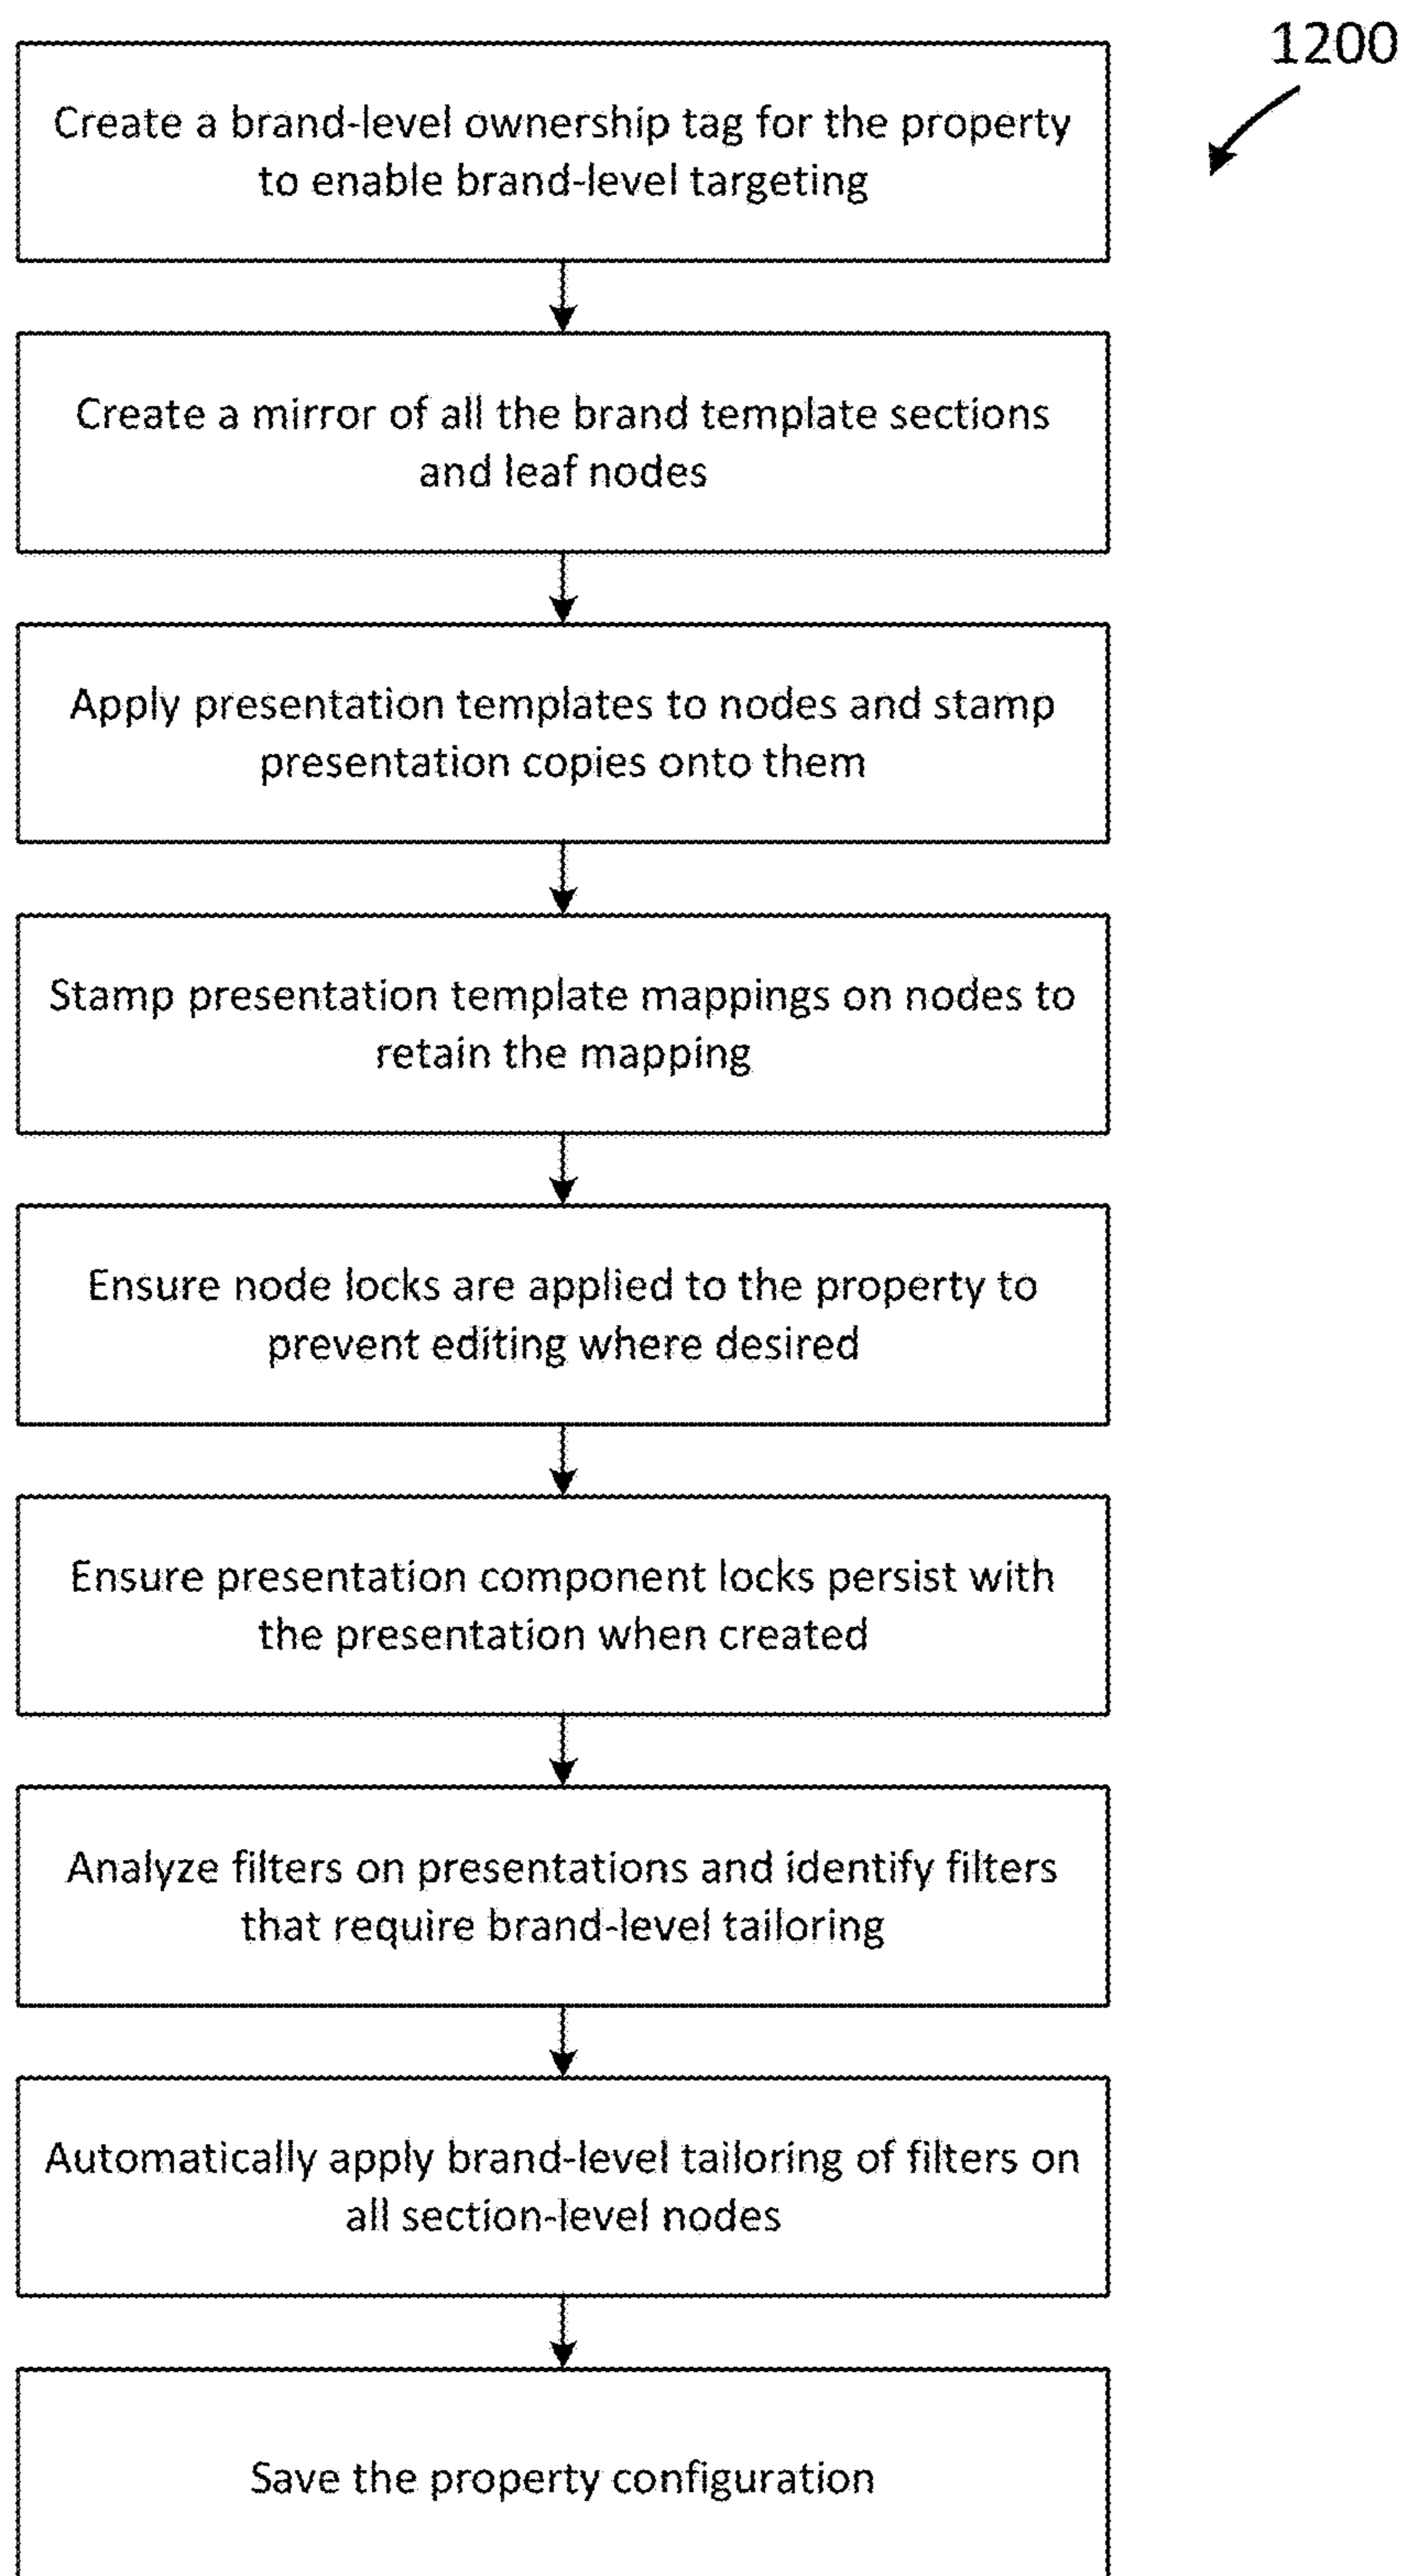 1200
Create a brand-level ownership tag for the property
to enable brand-level targeting
Create a mirror of all the brand template sections
and leaf nodes
Apply presentation templates to nodes and stamp
presentation copies onto them
Stamp presentation template mappings on nodes to
retain the mapping
Ensure node locks are applied to the property to
prevent editing where desired
Ensure presentation component locks persist with
the presentation when created
Analyze filters on presentations and identify filters
that require brand-level tailoring
Automatically apply brand-level tailoring of filters on
all section-level nodes
Save the property configuration